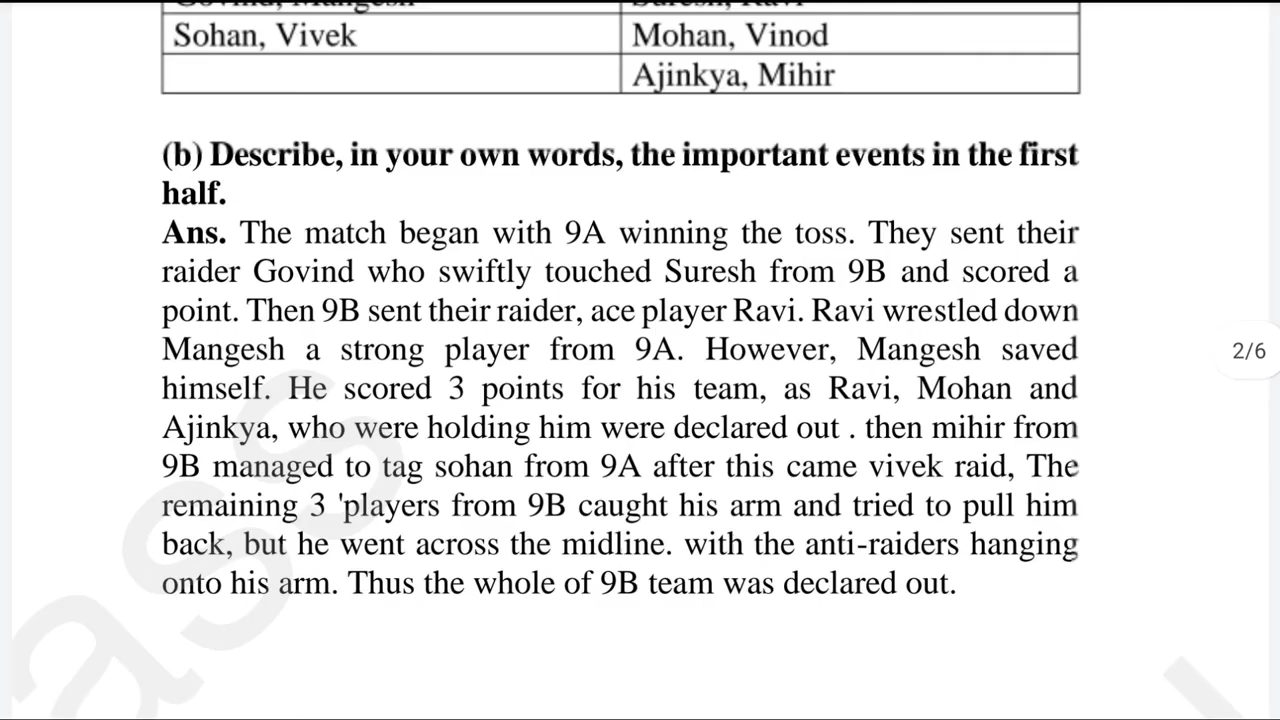 Govind, Mangesh
Suresh, Ravi
Sohan, Vivek
Mohan, Vinod
Ajinkya, Mihir
(b) Describe, in your own words, the important events in the first
half.
Ans. The match began with 9A winning the toss. They sent their
raider Govind who swiftly touched Suresh from 9B and scored a
point. Then 9B sent their raider, ace player Ravi. Ravi wrestled down
Mangesh a strong player from 9A. However, Mangesh saved
himself. He scored 3 points for his team, as Ravi, Mohan and
Ajinkya, who were holding him were declared out . then mihir from
9B managed to tag sohan from 9A after this came vivek raid, The
remaining 3 'players from 9B caught his arm and tried to pull him
back, but he went across the midline. with the anti-raiders hanging
onto his arm. Thus the whole of 9B team was declared out.
2/6